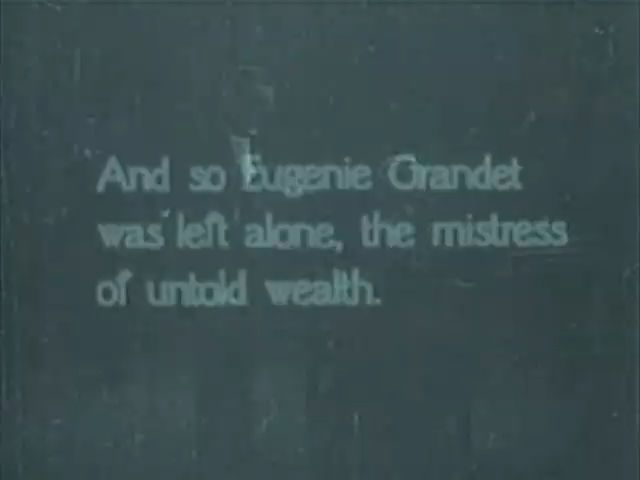 And so Eugenie Grandet
was left alone, the mistress
of untold wealth.